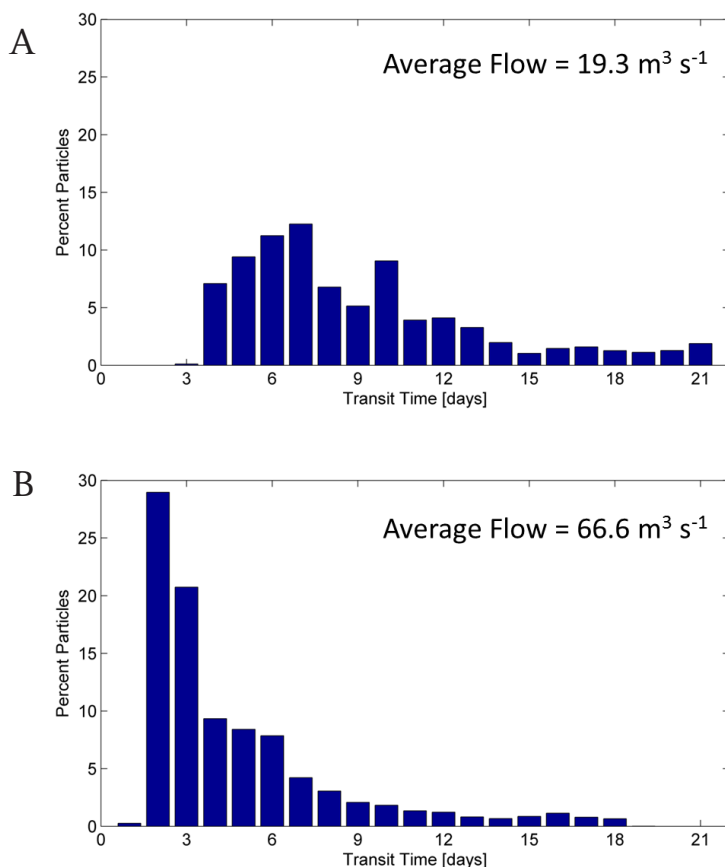 A
Average Flow = 19.3 m³ s⁻¹
30
25
20
15
10
5
0
Percent Particles
0 3 6 9 12 15 18 21
Transit Time [days]
B
Average Flow = 66.6 m³ s⁻¹
30
25
20
15
10
5
0
Percent Particles
0 3 6 9 12 15 18 21
Transit Time [days]